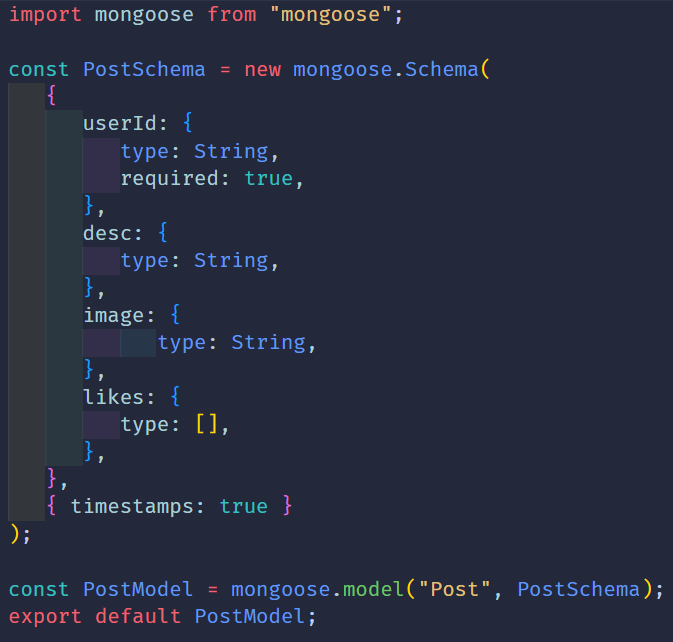 import mongoose from "mongoose";

const PostSchema = new mongoose.Schema(
    {
        userId: {
            type: String,
            required: true,
        },
        desc: {
            type: String,
        },
        image: {
                type: String,
        },
        likes: {
            type: [],
        },
    },
    { timestamps: true }
);

const PostModel = mongoose.model("Post", PostSchema);
export default PostModel;